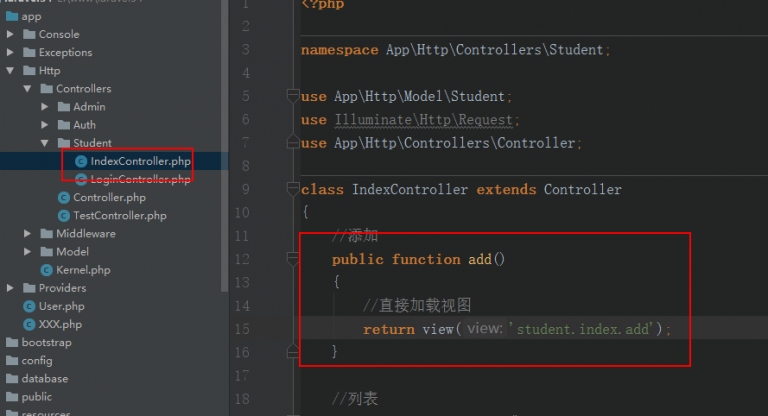 app
Console
Exceptions
Http
Controllers
Admin
Auth
Student
IndexController.php
LoginController.php
Controller.php
TestController.php
Middleware
Model
Kernel.php
Providers
User.php
XXX.php
bootstrap
config
database
public
resources
1 <?php
2
3 namespace App\Http\Controllers\Student;
4
5 use App\Http\Model\Student;
6 use Illuminate\Http\Request;
7 use App\Http\Controllers\Controller;
8
9 class IndexController extends Controller
10 {
11 //添加
12 public function add()
13 {
14 //直接加载视图
15 return view( view: 'student.index.add');
16 }
17
18 //列表